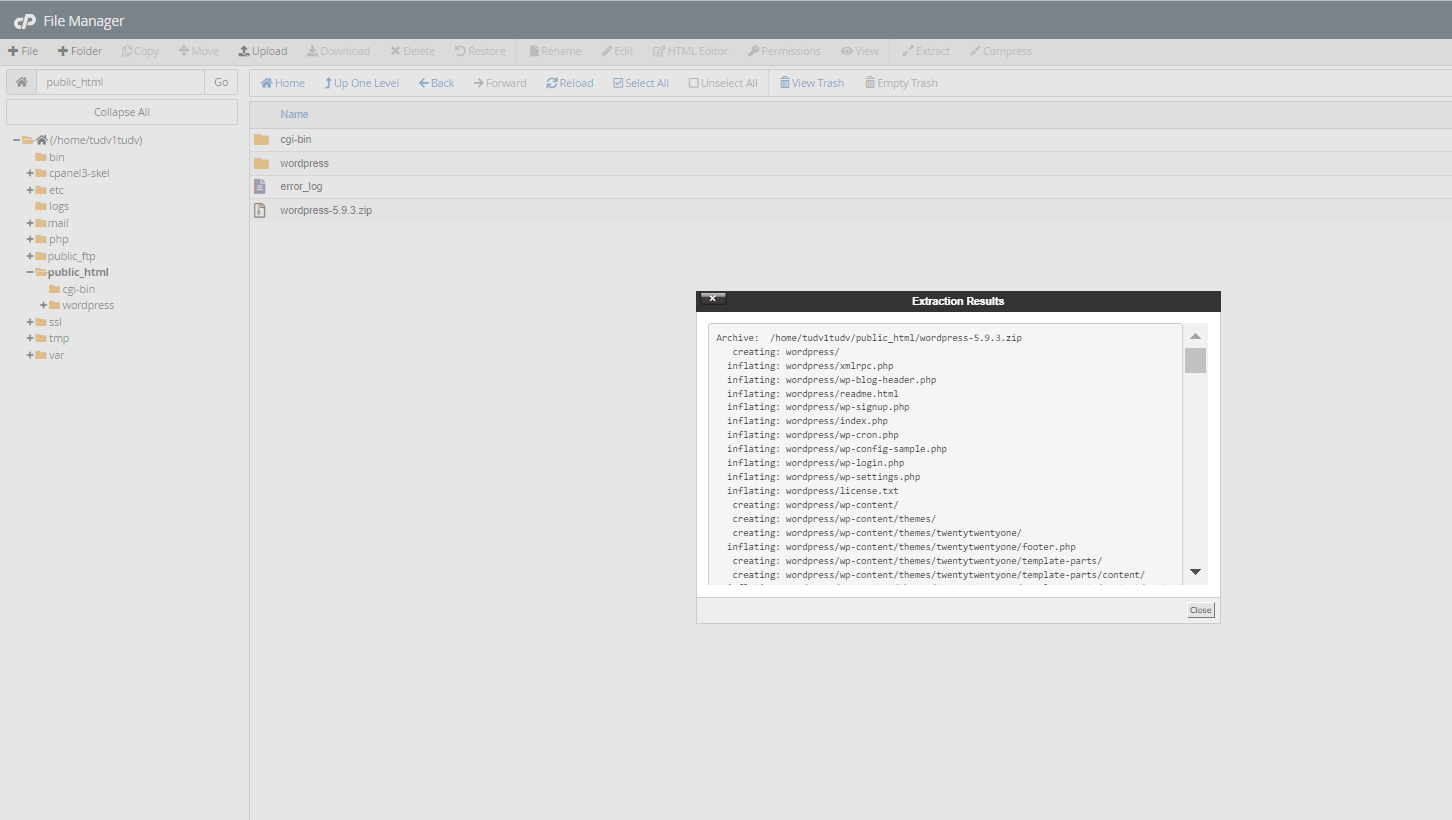 cP File Manager
File Folder Copy Move Upload Download Delete Restore Rename Edit HTML Editor Permissions View Extract Compress
public_html Go
Home Up One Level Back Forward Reload Select All Unselect All View Trash Empty Trash
Collapse All
(/home/tudv1tudv)
bin
cpanel3-skel
etc
logs
mail
php
public_ftp
public_html
cgi-bin
wordpress
ssl
tmp
var
Name
cgi-bin
wordpress
error_log
wordpress-5.9.3.zip
Extraction Results
Archive: /home/tudv1tudv/public_html/wordpress-5.9.3.zip
creating: wordpress/
inflating: wordpress/xmlrpc.php
inflating: wordpress/wp-blog-header.php
inflating: wordpress/readme.html
inflating: wordpress/wp-signup.php
inflating: wordpress/index.php
inflating: wordpress/wp-cron.php
inflating: wordpress/wp-config-sample.php
inflating: wordpress/wp-login.php
inflating: wordpress/wp-settings.php
inflating: wordpress/license.txt
creating: wordpress/wp-content/
creating: wordpress/wp-content/themes/
creating: wordpress/wp-content/themes/twentytwentyone/
inflating: wordpress/wp-content/themes/twentytwentyone/footer.php
creating: wordpress/wp-content/themes/twentytwentyone/template-parts/
creating: wordpress/wp-content/themes/twentytwentyone/template-parts/content/
Close